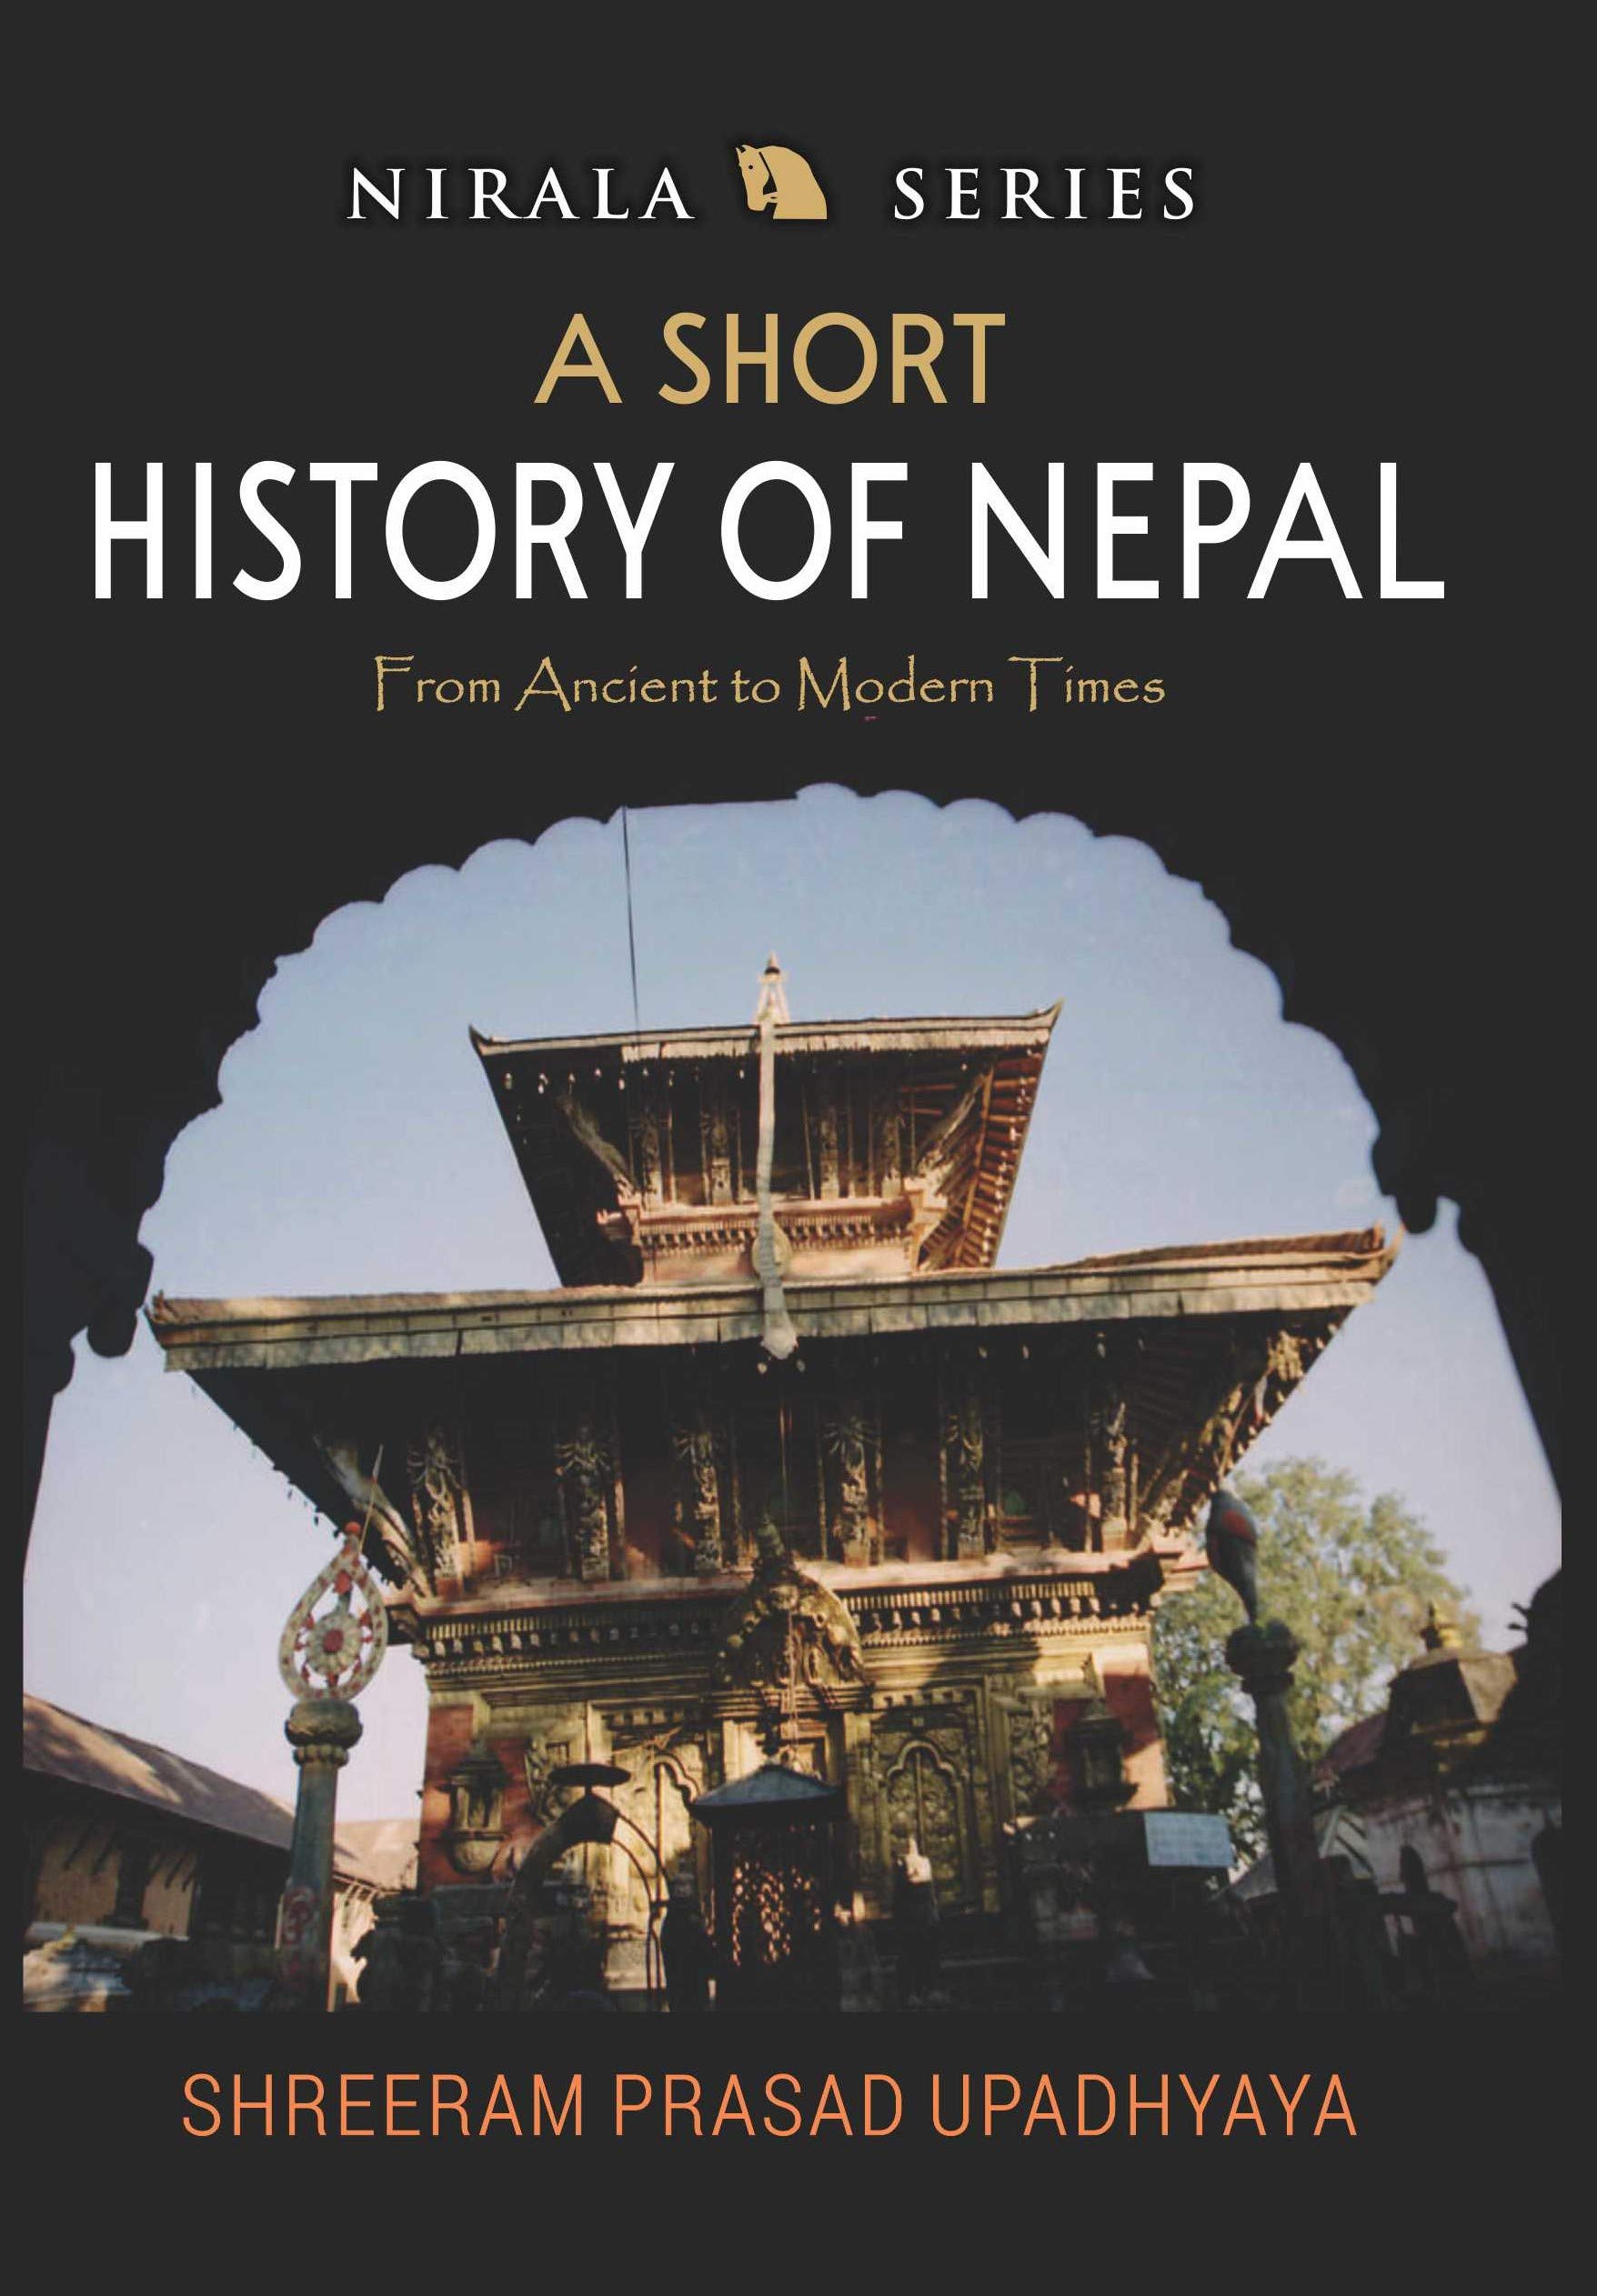 NIRALA SERIES
A SHORT
HISTORY OF NEPAL
From Ancient to Modern Times
SHREERAM PRASAD UPADHYAYA